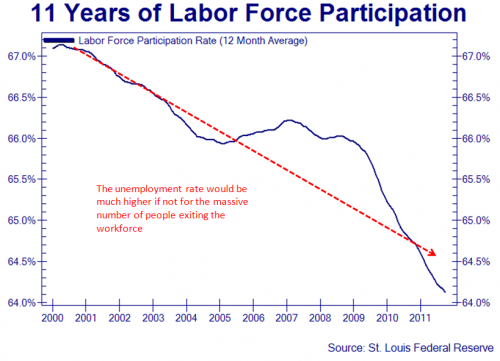 11 Years of Labor Force Participation
Labor Force Participation Rate (12 Month Average)
67.0% 67.0%
66.5% 66.5%
66.0% 66.0%
65.5% 65.5%
The unemployment rate would be
much higher if not for the massive
number of people exiting the
workforce
65.0% 65.0%
64.5% 64.5%
64.0% 64.0%
2000 2001 2002 2003 2004 2005 2006 2007 2008 2009 2010 2011
Source: St. Louis Federal Reserve